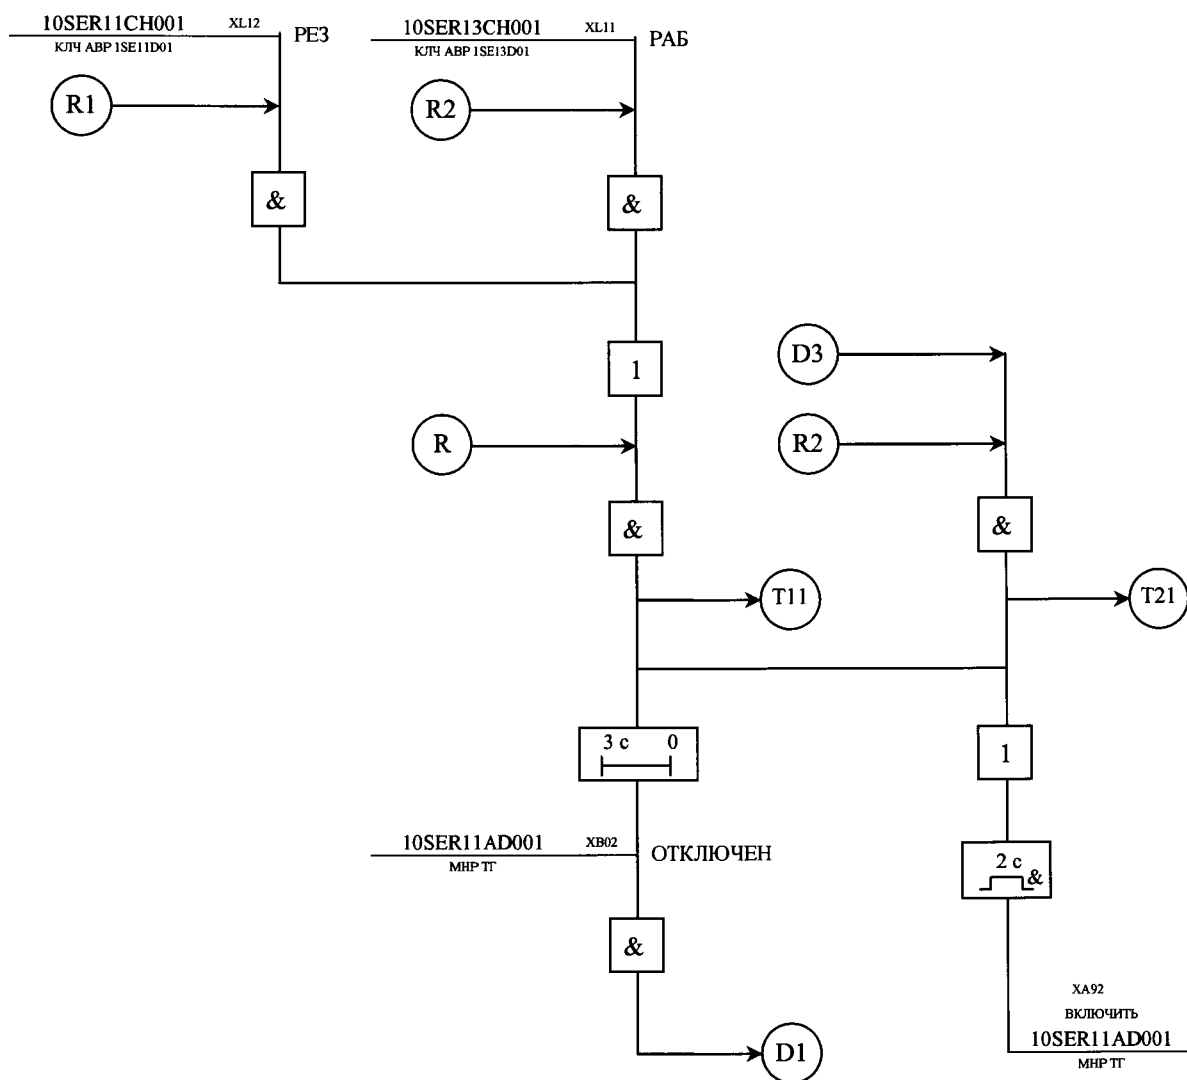 10SER11CH001 XL12 РЕЗ
КЛЧ АВР 1SE11D01
10SER13CH001 XL11 РАБ
КЛЧ АВР 1SE13D01
R1
R2
&
&
1
D3
R
R2
&
&
T11
T21
3 с 0
1
10SER11AD001 XB02 ОТКЛЮЧЕН
МНР ТГ
2 с
&
&
XA92
ВКЛЮЧИТЬ
10SER11AD001
МНР ТГ
D1